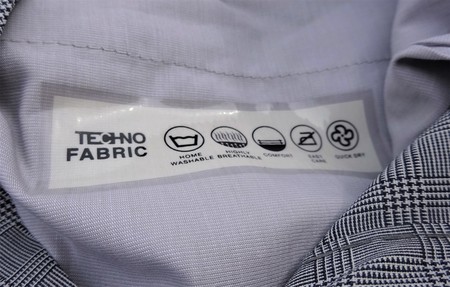 TECHNO
FABRIC
HOME
WASHABLE
HIGHLY
BREATHABLE
COMFORT
EASY
CARE
QUICK DRY